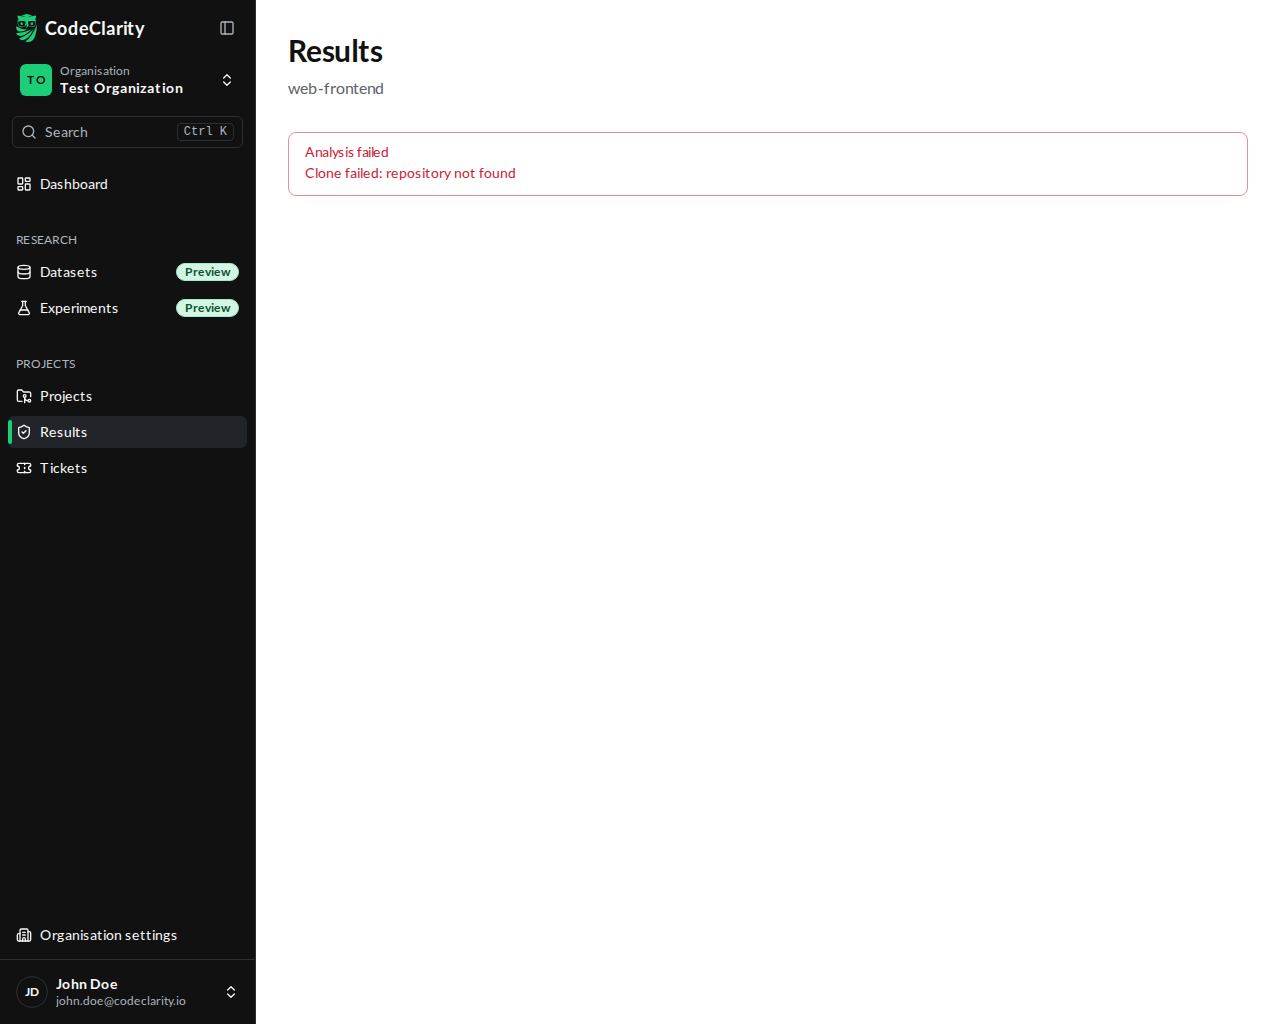 CodeClarity
TO
Organisation
Test Organization
Search
Ctrl K
Dashboard
RESEARCH
Datasets
Preview
Experiments
Preview
PROJECTS
Projects
Results
Tickets
Organisation settings
JD
John Doe
john.doe@codeclarity.io
Results
web-frontend
Analysis failed
Clone failed: repository not found